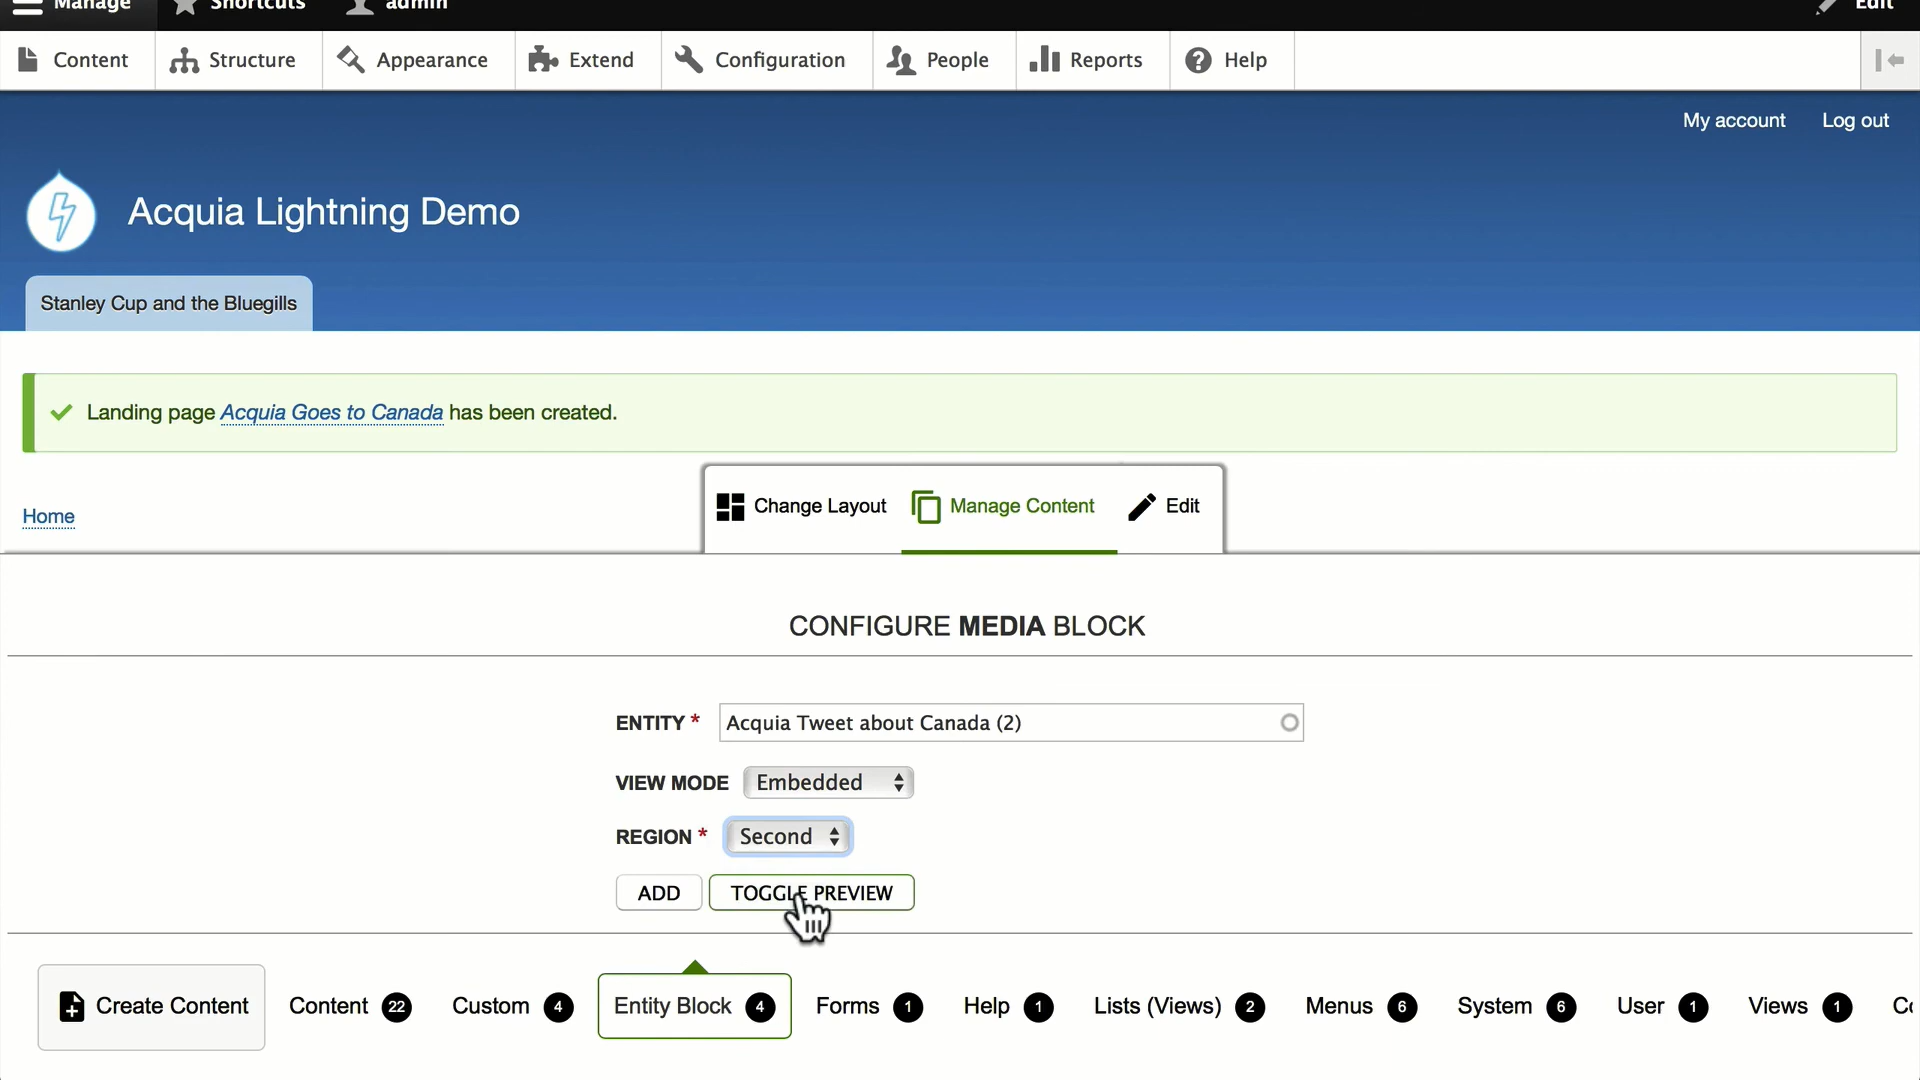 Manage Shortcuts admin Edit
Content Structure Appearance Extend Configuration People Reports Help
My account Log out
Acquia Lightning Demo
Stanley Cup and the Bluegills
Landing page Acquia Goes to Canada has been created.
Home
Change Layout Manage Content Edit
CONFIGURE MEDIA BLOCK
ENTITY * Acquia Tweet about Canada (2)
VIEW MODE Embedded
REGION * Second
ADD TOGGLE PREVIEW
Create Content Content 22 Custom 4 Entity Block 4 Forms 1 Help 1 Lists (Views) 2 Menus 6 System 6 User 1 Views 1